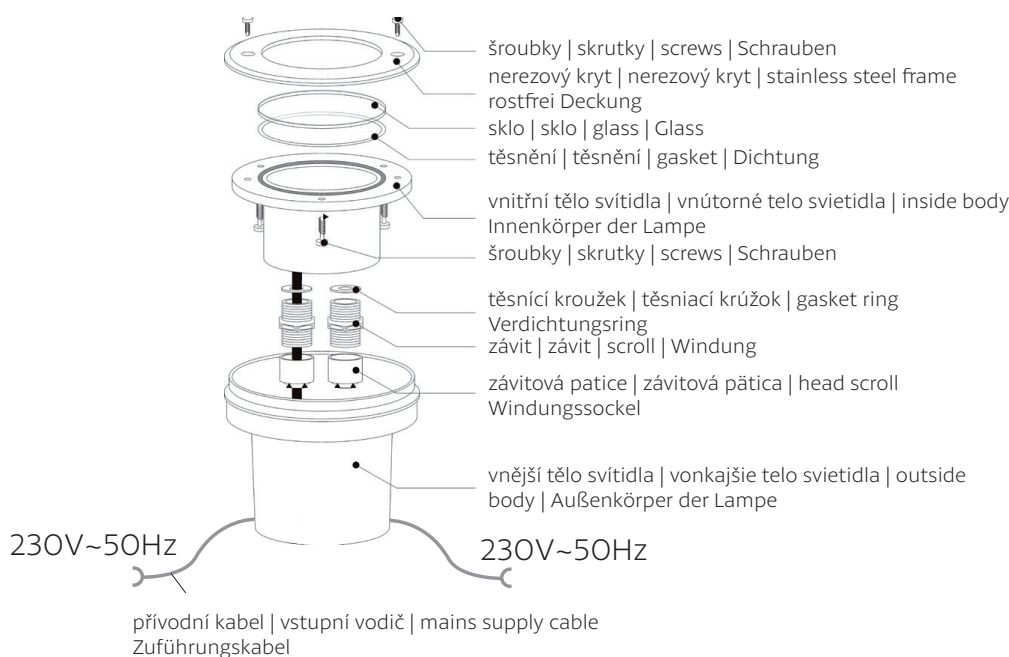 šroubky | skrutky | screws | Schrauben
nerezový kryt | nerezový kryt | stainless steel frame
rostfrei Deckung
sklo | sklo | glass | Glass
těsnění | těsnění | gasket | Dichtung
vnitřní tělo svítidla | vnútorné telo svietidla | inside body
Innenkörper der Lampe
šroubky | skrutky | screws | Schrauben
těsnící kroužek | těsniací krúžok | gasket ring
Verdichtungsring
závit | závit | scroll | Windung
závitová patice | závitová pätica | head scroll
Windungssockel
vnější tělo svítidla | vonkajšie telo svietidla | outside
body | Außenkörper der Lampe
230V~50Hz
230V~50Hz
přívodní kabel | vstupní vodič | mains supply cable
Zuführungskabel